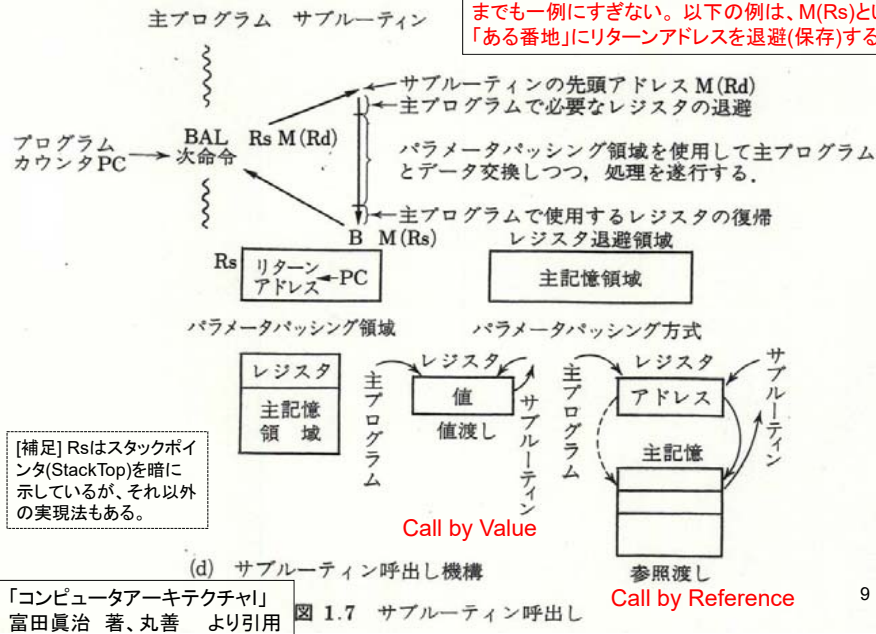 主プログラム サブルーティン
までも一例にすぎない。以下の例は、M(Rs)とい
「ある番地」にリターンアドレスを退避(保存)する
サブルーティンの先頭アドレス M(Rd)
主プログラムで必要なレジスタの退避
プログラム
カウンタPC
BAL Rs M(Rd)
次命令
パラメータパッシング領域を使用して主プログラム
とデータ交換しつつ，処理を遂行する．
主プログラムで使用するレジスタの復帰
B M(Rs)
レジスタ退避領域
Rs
リターン
アドレス
PC
主記憶領域
パラメータパッシング領域
パラメータパッシング方式
レジスタ
主記憶
領 域
主プログラム
レジスタ
値
値渡し
サブルーティン
主プログラム
レジスタ
アドレス
主記憶
サブルーティン
[補足] Rsはスタックポイ
ンタ(StackTop)を暗に
示しているが、それ以外
の実現法もある。
Call by Value
(d) サブルーティン呼出し機構
参照渡し
Call by Reference
「コンピュータアーキテクチャI」
富田眞治 著、丸善 より引用
図 1.7 サブルーティン呼出し
9